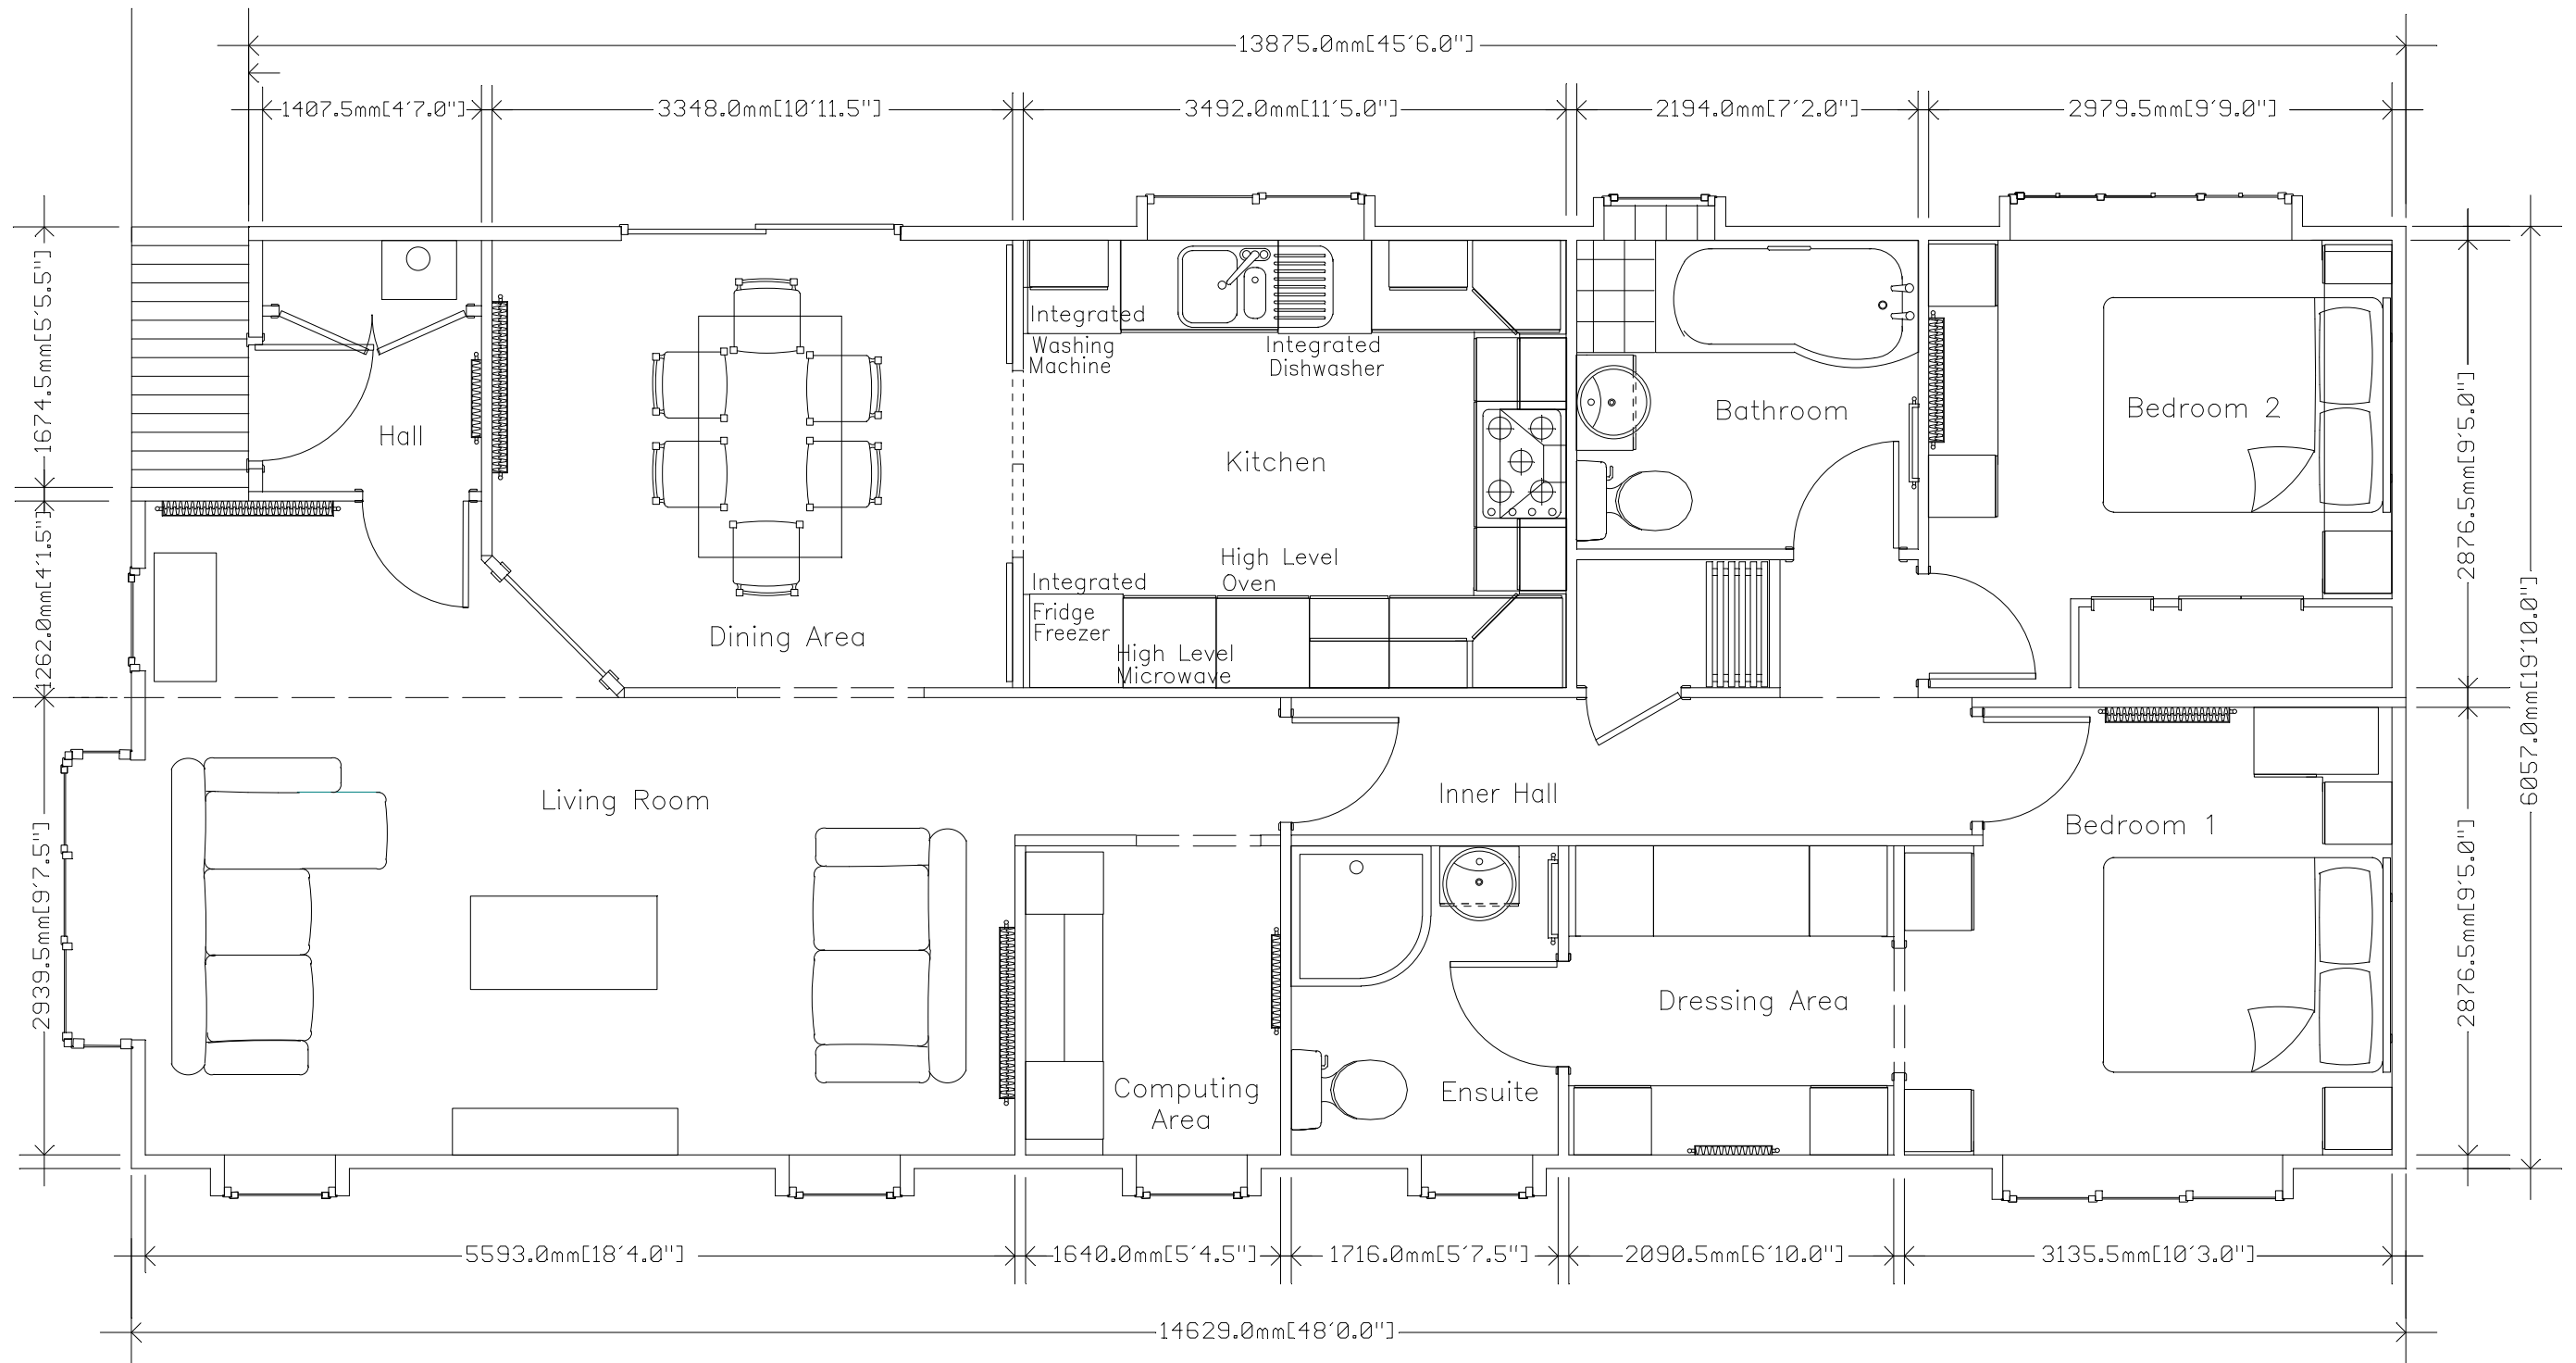 13875.0mm[45´6.0"]
1407.5mm[4´7.0"]
3348.0mm[10´11.5"]
3492.0mm[11´5.0"]
2194.0mm[7´2.0"]
2979.5mm[9´9.0"]
1674.5mm[5´5.5"]
1262.0mm[4´1.5"]
2939.5mm[9´7.5"]
2876.5mm[9´5.0"]
2876.5mm[9´5.0"]
6057.0mm[19´10.0"]
Hall
Dining Area
Integrated
Washing
Machine
Integrated
Dishwasher
Kitchen
High Level
Oven
Integrated
Fridge
Freezer
High Level
Microwave
Bathroom
Bedroom 2
Living Room
Inner Hall
Bedroom 1
Computing
Area
Ensuite
Dressing Area
5593.0mm[18´4.0"]
1640.0mm[5´4.5"]
1716.0mm[5´7.5"]
2090.5mm[6´10.0"]
3135.5mm[10´3.0"]
14629.0mm[48´0.0"]